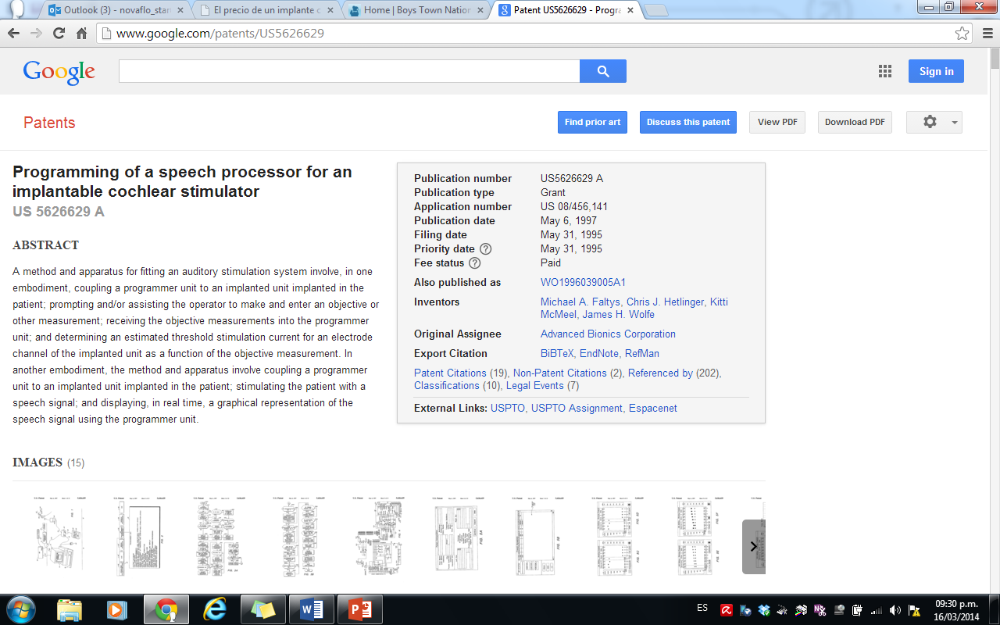 Outlook (3) - novaflo_star
El precio de un implante c
Home | Boys Town Nation
Patent US5626629 - Progra
www.google.com/patents/US5626629
Google
Sign in
Patents
Find prior art
Discuss this patent
View PDF
Download PDF
Programming of a speech processor for an
implantable cochlear stimulator
US 5626629 A
ABSTRACT
A method and apparatus for fitting an auditory stimulation system involve, in one
embodiment, coupling a programmer unit to an implanted unit implanted in the
patient; prompting and/or assisting the operator to make and enter an objective or
other measurement; receiving the objective measurements into the programmer
unit; and determining an estimated threshold stimulation current for an electrode
channel of the implanted unit as a function of the objective measurement. In
another embodiment, the method and apparatus involve coupling a programmer
unit to an implanted unit implanted in the patient; stimulating the patient with a
speech signal; and displaying, in real time, a graphical representation of the
speech signal using the programmer unit.
Publication number US5626629 A
Publication type Grant
Application number US 08/456,141
Publication date May 6, 1997
Filing date May 31, 1995
Priority date ? May 31, 1995
Fee status ? Paid
Also published as WO1996039005A1
Inventors Michael A. Faltys, Chris J. Hetlinger, Kitti
McMeel, James H. Wolfe
Original Assignee Advanced Bionics Corporation
Export Citation BiBTeX, EndNote, RefMan
Patent Citations (19), Non-Patent Citations (2), Referenced by (202),
Classifications (10), Legal Events (7)
External Links: USPTO, USPTO Assignment, Espacenet
IMAGES (15)
ES
09:30 p.m.
16/03/2014